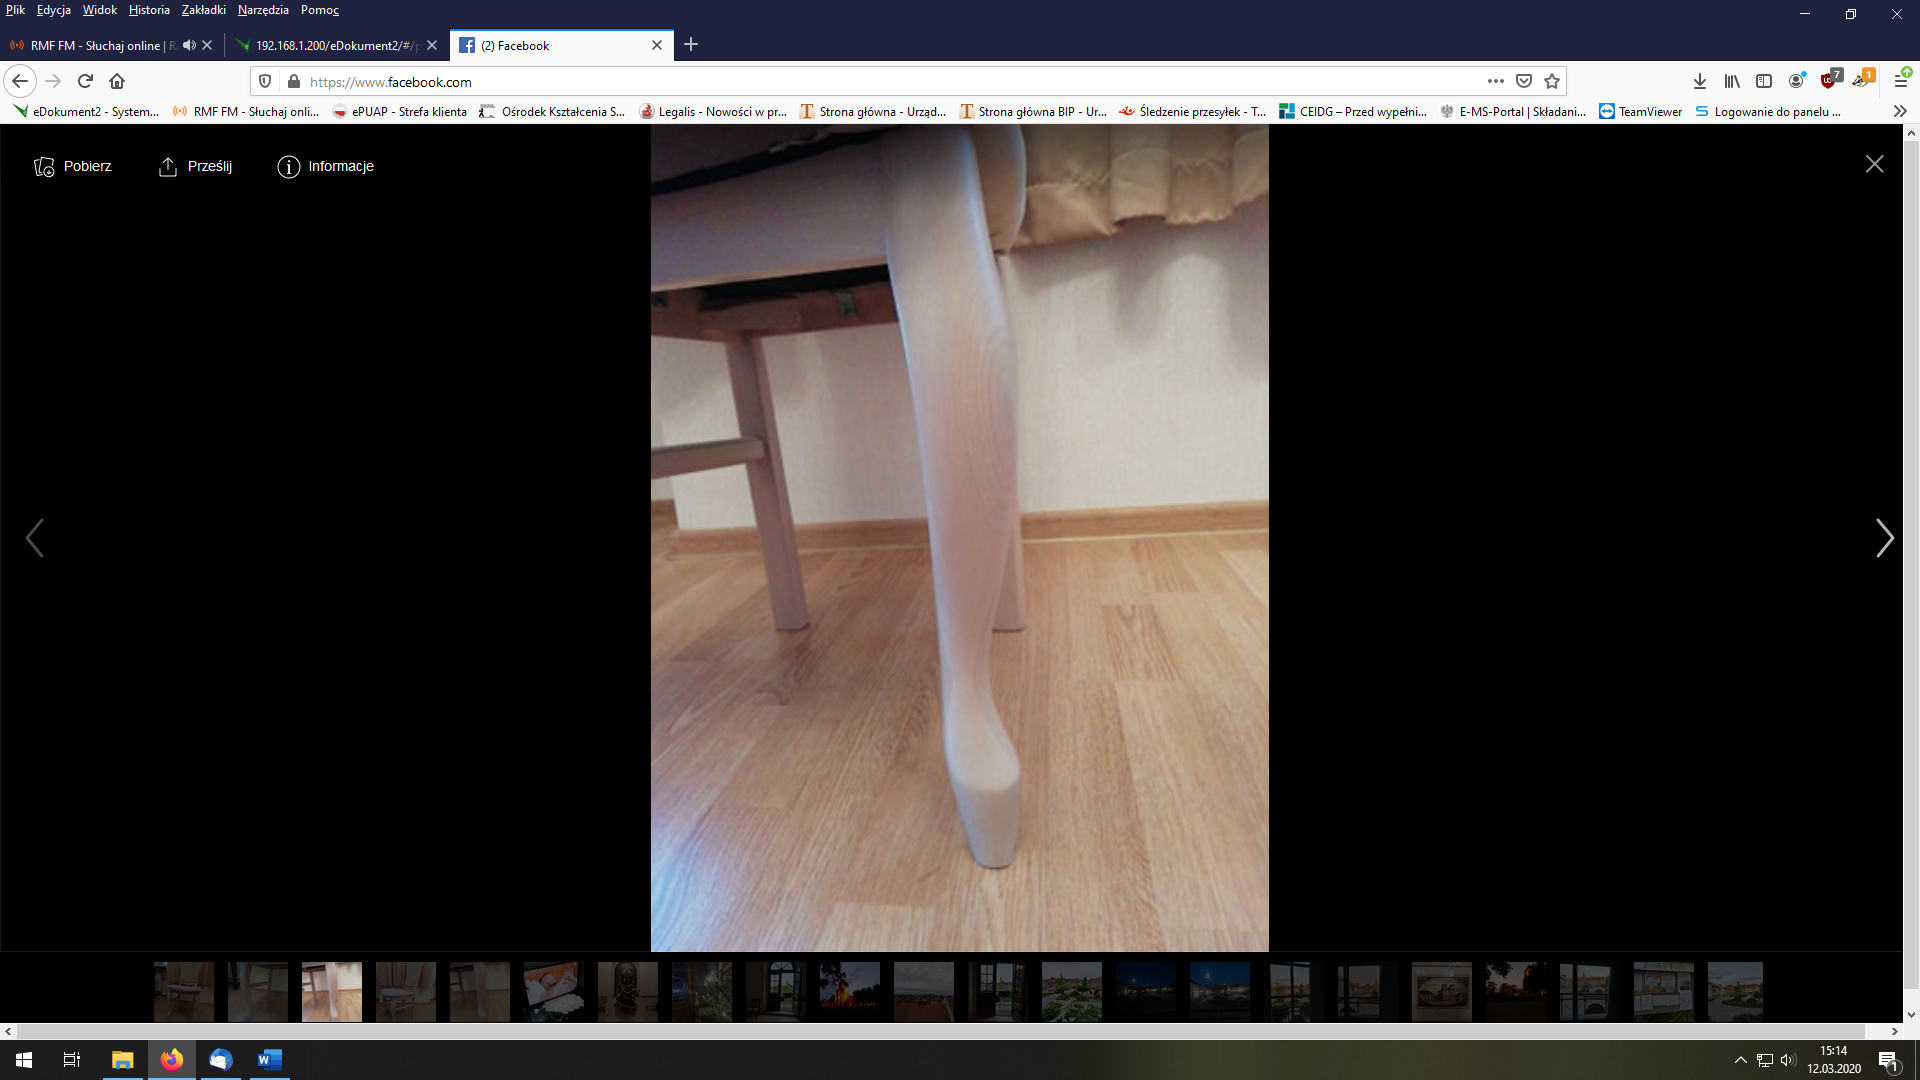 Plik Edycja Widok Historia Zakładki Narzędzia Pomoc
RMF FM - Słuchaj online | R
192.168.1.200/eDokument2/#/p
(2) Facebook
https://www.facebook.com
7
1
eDokument2 - System...
RMF FM - Słuchaj onli...
ePUAP - Strefa klienta
Ośrodek Kształcenia S...
Legalis - Nowości w pr...
Strona główna - Urząd...
Strona główna BIP - Ur...
Śledzenie przesyłek - T...
CEIDG – Przed wypełni...
E-MS-Portal | Składani...
TeamViewer
Logowanie do panelu ...
Pobierz
Prześlij
Informacje
15:14
12.03.2020
1